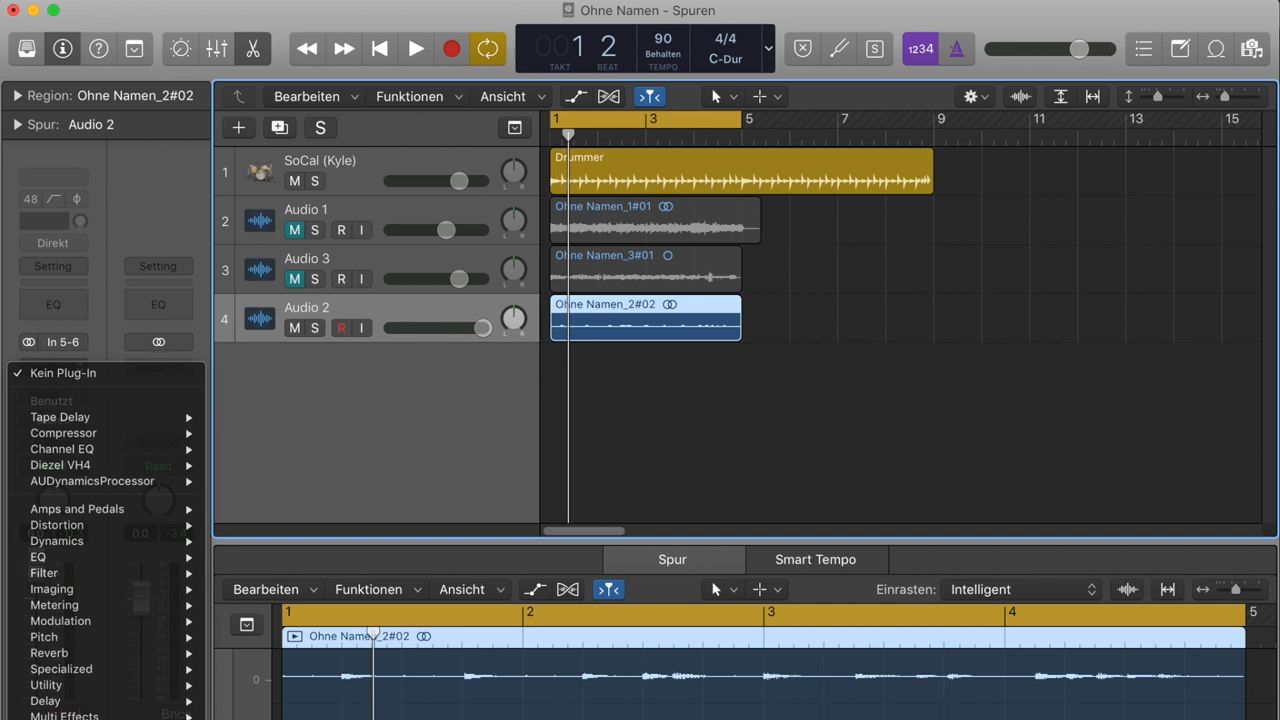 Ohne Namen - Spuren
001 2
TAKT BEAT
90
Behalten
TEMPO
4/4
C-Dur
S
1234
Region: Ohne Namen_2#02
Spur: Audio 2
Bearbeiten Funktionen Ansicht
S
1 3 5 7 9 11 13 15
1 SoCal (Kyle)
M S L R
Drummer
2 Audio 1
M S R I L R
Ohne Namen_1#01
3 Audio 3
M S R I L R
Ohne Namen_3#01
4 Audio 2
M S R I L R
Ohne Namen_2#02
48
Direkt
Setting Setting
EQ EQ
In 5-6
Kein Plug-In
Benutzt
Tape Delay
Compressor
Channel EQ
Diezel VH4
Read
AUDynamicsProcessor
Amps and Pedals
Distortion
0,0 -3,4
Dynamics
EQ
Filter
Imaging
Metering
Modulation
Pitch
Reverb
Specialized
Utility
Delay
Multi Effects
Bnce
Spur Smart Tempo
Bearbeiten Funktionen Ansicht Einrasten: Intelligent
1 2 3 4 5
Ohne Namen_2#02
0